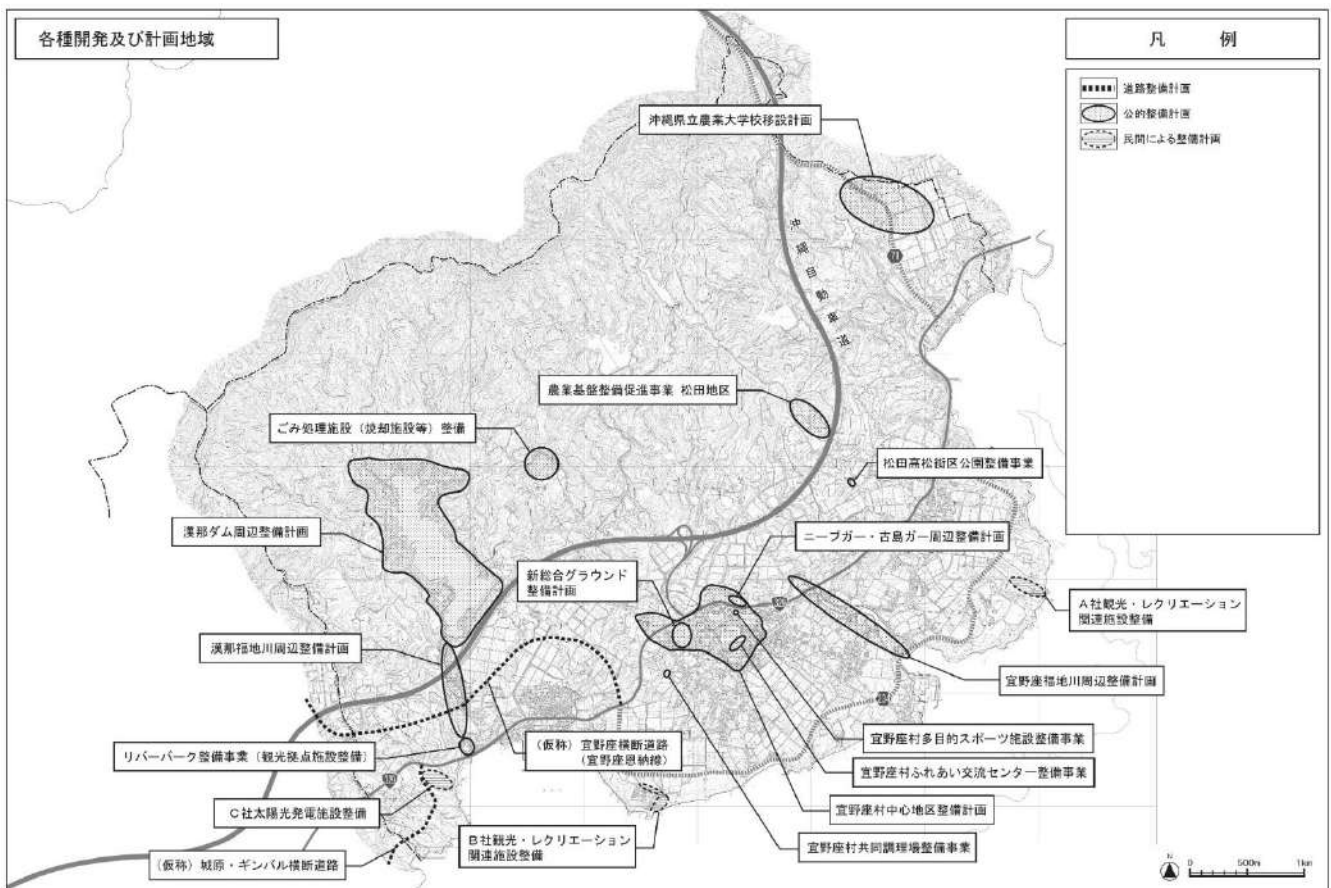 各種開発及び計画地域
凡　例
道路整備計画
公的整備計画
民間による整備計画
沖縄県立農業大学校移設計画
沖縄自動車道
71
農業基盤整備促進事業 松田地区
ごみ処理施設（焼却施設等）整備
松田高松街区公園整備事業
漢那ダム周辺整備計画
ニーブガー・古島ガー周辺整備計画
新総合グラウンド
整備計画
A社観光・レクリエーション
関連施設整備
漢那福地川周辺整備計画
宜野座福地川周辺整備計画
リバーパーク整備事業（観光拠点施設整備）
（仮称）宜野座横断道路
（宜野座恩納線）
宜野座村多目的スポーツ施設整備事業
宜野座村ふれあい交流センター整備事業
C社太陽光発電施設整備
宜野座村中心地区整備計画
B社観光・レクリエーション
関連施設整備
宜野座村共同調理場整備事業
（仮称）城原・ギンバル横断道路
N
0
500m
1km